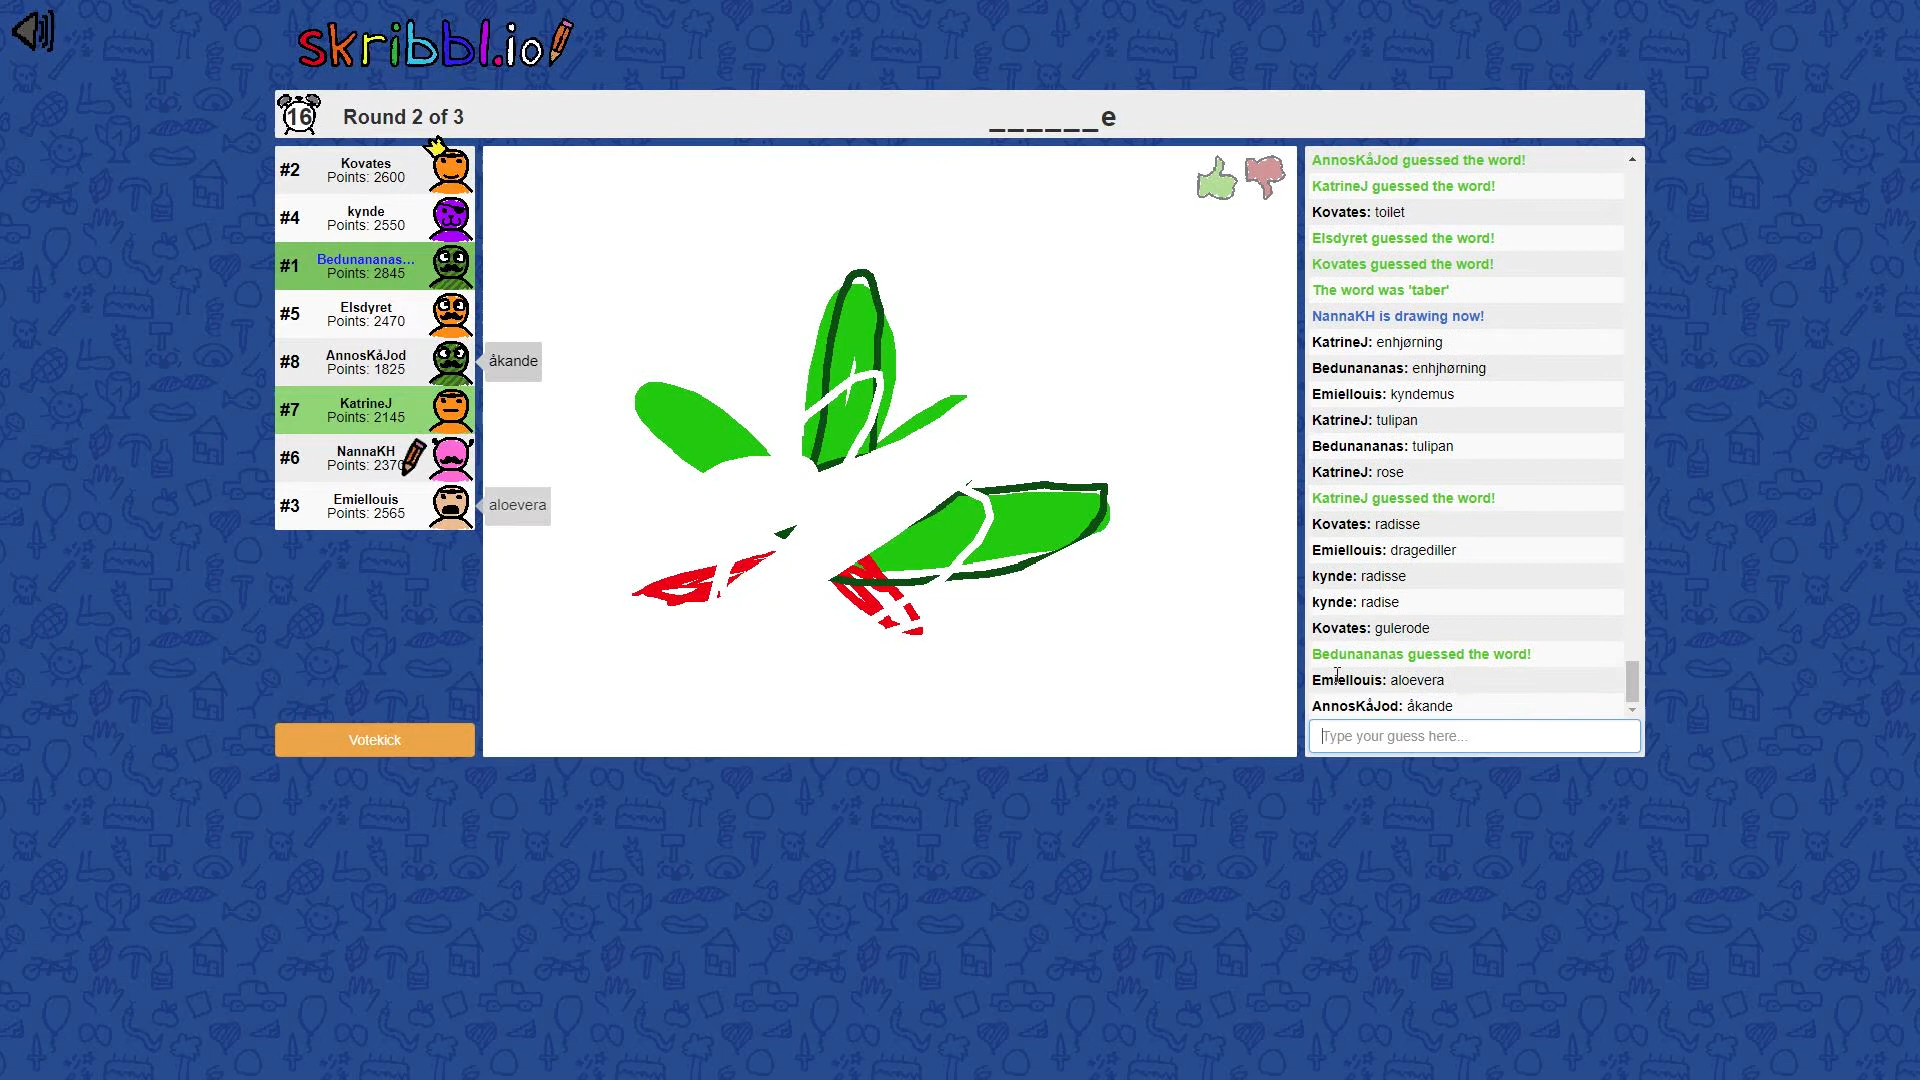 skribbl.io
16
Round 2 of 3
______e
#2
Kovates
Points: 2600
#4
kynde
Points: 2550
#1
Bedunananas...
Points: 2845
#5
Elsdyret
Points: 2470
#8
AnnosKåJod
Points: 1825
åkande
#7
KatrineJ
Points: 2145
#6
NannaKH
Points: 2370
#3
Emiellouis
Points: 2565
aloevera
Votekick
AnnosKåJod guessed the word!
KatrineJ guessed the word!
Kovates: toilet
Elsdyret guessed the word!
Kovates guessed the word!
The word was 'taber'
NannaKH is drawing now!
KatrineJ: enhjørning
Bedunananas: enhjhørning
Emiellouis: kyndemus
KatrineJ: tulipan
Bedunananas: tulipan
KatrineJ: rose
KatrineJ guessed the word!
Kovates: radisse
Emiellouis: dragediller
kynde: radisse
kynde: radise
Kovates: gulerode
Bedunananas guessed the word!
Emiellouis: aloevera
AnnosKåJod: åkande
Type your guess here...